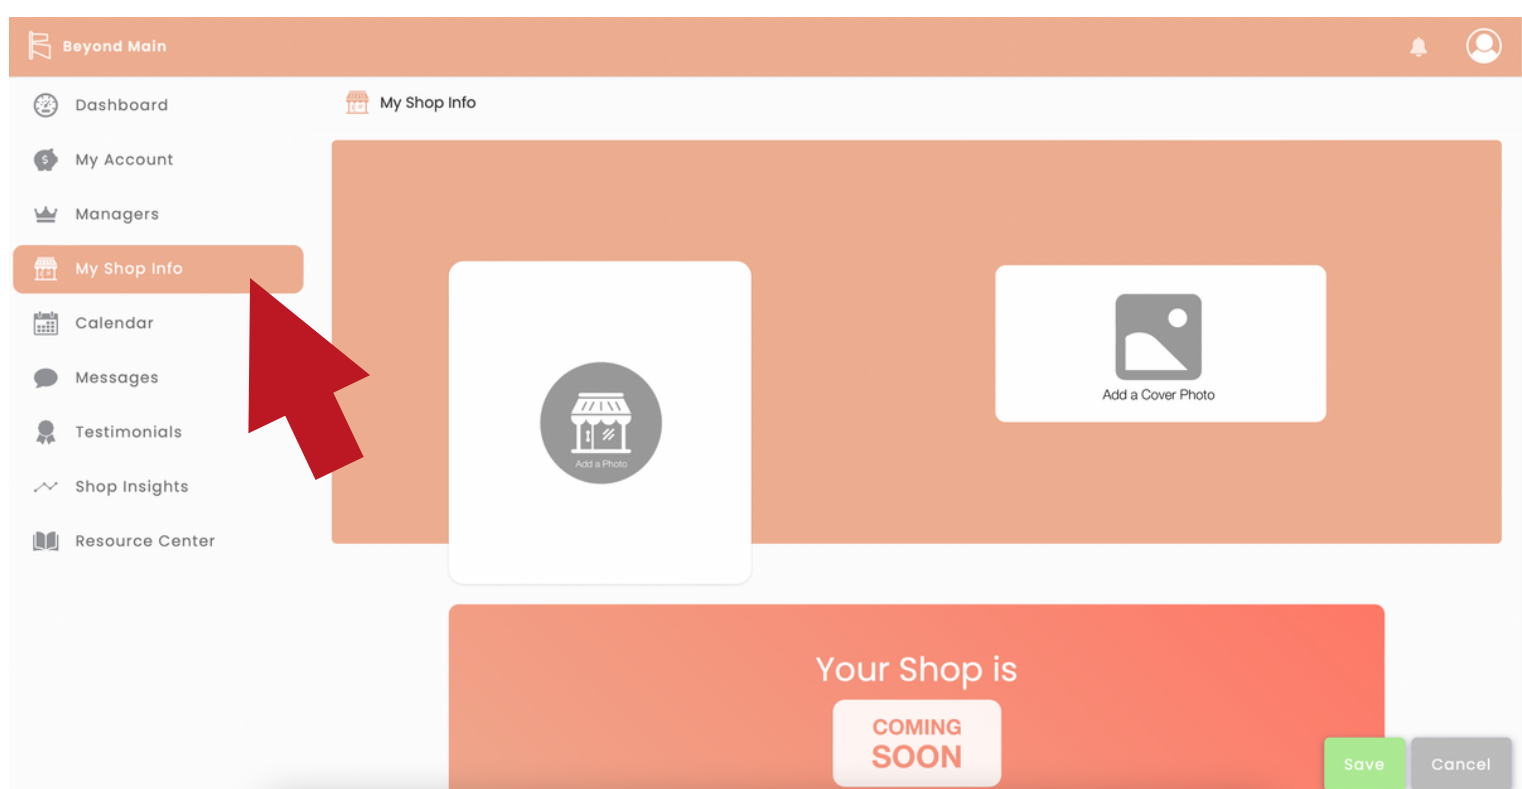 Beyond Main
Dashboard
My Account
Managers
My Shop Info
Calendar
Messages
Testimonials
Shop Insights
Resource Center
My Shop Info
Add a Photo
Add a Cover Photo
Your Shop is
COMING
SOON
Save
Cancel